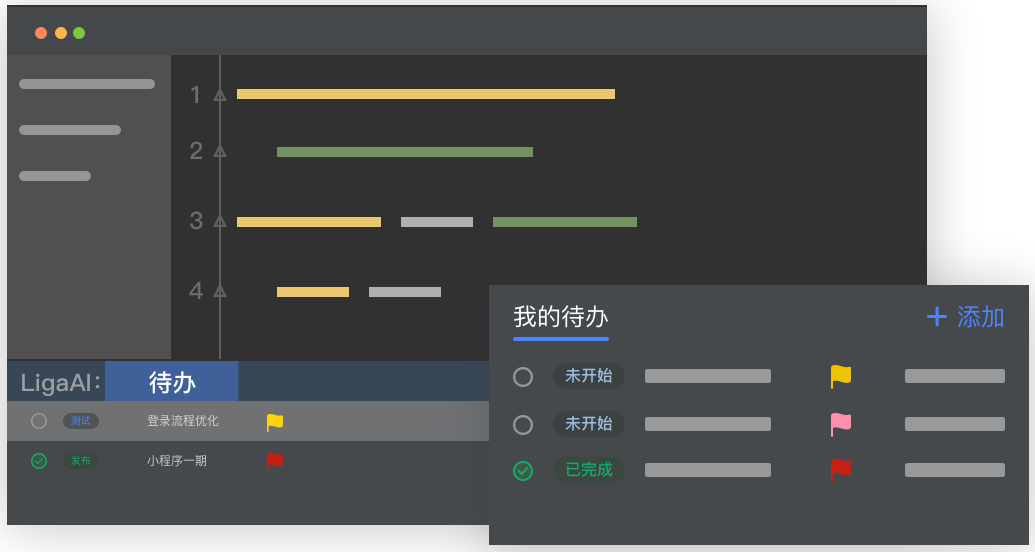 1
2
3
4
我的待办
+ 添加
未开始
未开始
已完成
LigaAI: 待办
测试 登录流程优化
发布 小程序一期